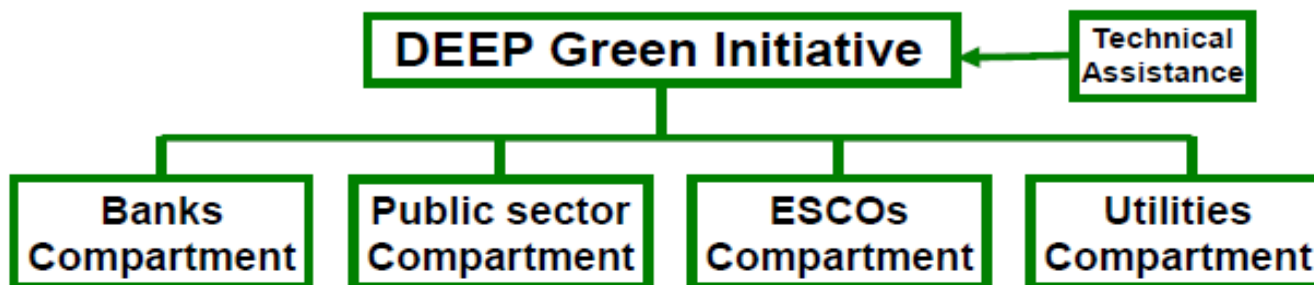 DEEP Green Initiative
Technical
Assistance
Banks
Compartment
Public sector
Compartment
ESCOs
Compartment
Utilities
Compartment